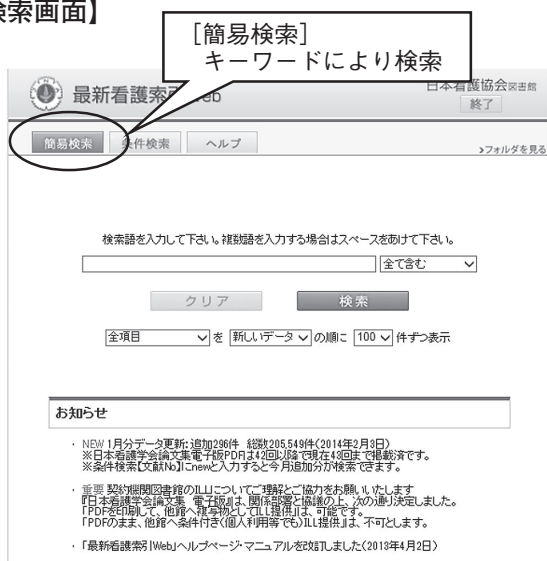 検索画面】
［簡易検索］
キーワードにより検索
最新看護索引Web
日本看護協会図書館
終了
簡易検索
条件検索
ヘルプ
>フォルダを見る
検索語を入力して下さい。複数語を入力する場合はスペースをあけて下さい。
全て含む
クリア
検索
全項目 を 新しいデータ の順に 100 件ずつ表示
お知らせ
・ NEW 1月分データ更新：追加296件 総数205,549件(2014年2月3日)
※日本看護学会論文集電子版PDFは42回以降で現在43回まで掲載済です。
※条件検索【文献No】にnewと入力すると今月追加分が検索できます。
・ 重要 契約機関図書館のILLについてご理解とご協力をお願いいたします
『日本看護学会論文集 電子版』は、関係部署と協議の上、次の通り決定しました。
「PDFを印刷して、他館へ複写物としてILL提供」は、可能です。
「PDFのまま、他館へ条件付き(個人利用等でも)ILL提供」は、不可とします。
・ 「最新看護索引Web」ヘルプページ・マニュアルを改訂しました(2013年4月2日)